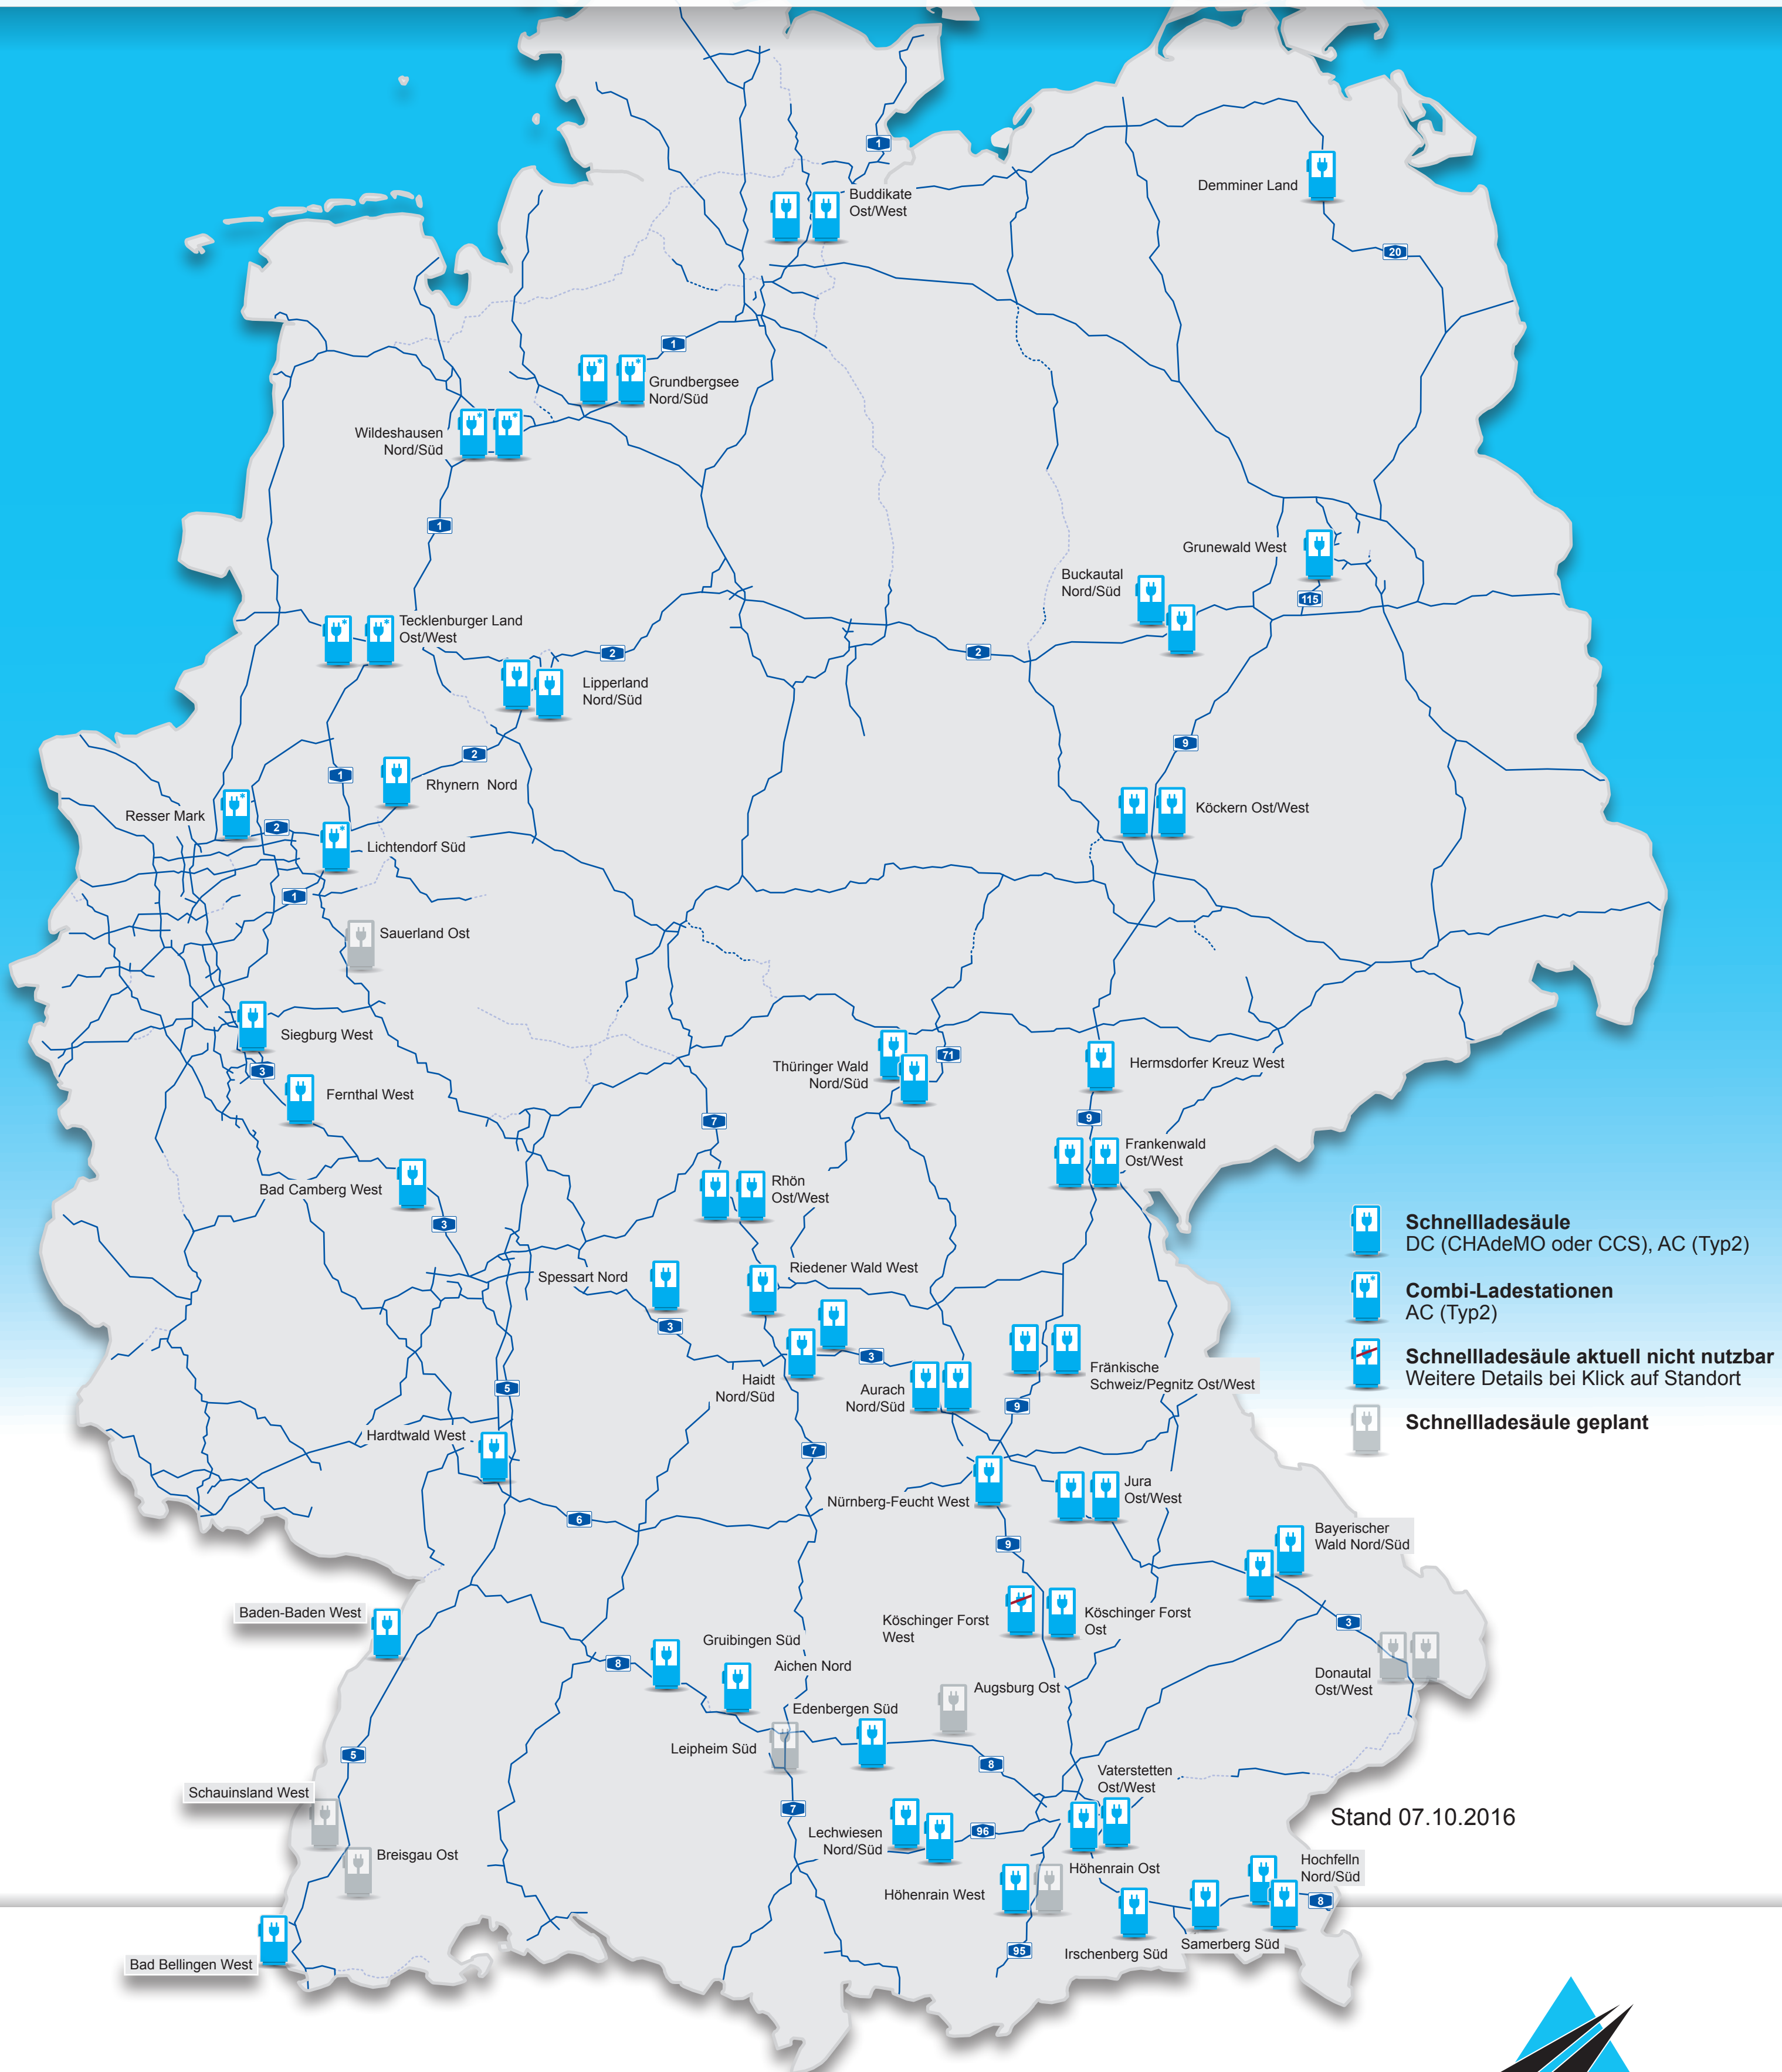 1
Buddikate
Ost/West
Demminer Land
20
1
Grundbergsee
Nord/Süd
Wildeshausen
Nord/Süd
1
Grunewald West
Buckautal
Nord/Süd
115
Tecklenburger Land
Ost/West
2
2
Lipperland
Nord/Süd
9
2
1
Rhynern Nord
Resser Mark
2
Köckern Ost/West
Lichtendorf Süd
1
Sauerland Ost
Siegburg West
3
Thüringer Wald
Nord/Süd
71
Hermsdorfer Kreuz West
Fernthal West
7
9
Frankenwald
Ost/West
Bad Camberg West
Rhön
Ost/West
3
Schnellladesäule
DC (CHAdeMO oder CCS), AC (Typ2)
Spessart Nord
Riedener Wald West
Combi-Ladestationen
AC (Typ2)
3
3
Schnellladesäule aktuell nicht nutzbar
Weitere Details bei Klick auf Standort
Haidt
Nord/Süd
Fränkische
Schweiz/Pegnitz Ost/West
5
Aurach
Nord/Süd
9
Schnellladesäule geplant
Hardtwald West
7
Nürnberg-Feucht West
Jura
Ost/West
6
9
Bayerischer
Wald Nord/Süd
Baden-Baden West
Köschinger Forst
West
Köschinger Forst
Ost
3
Gruibingen Süd
8
Aichen Nord
Donautal
Ost/West
Augsburg Ost
Edenbergen Süd
Leipheim Süd
5
8
Vaterstetten
Ost/West
Schauinsland West
7
Stand 07.10.2016
Lechwiesen
Nord/Süd
96
Breisgau Ost
Höhenrain Ost
Hochfelln
Nord/Süd
Höhenrain West
8
95
Irschenberg Süd
Samerberg Süd
Bad Bellingen West